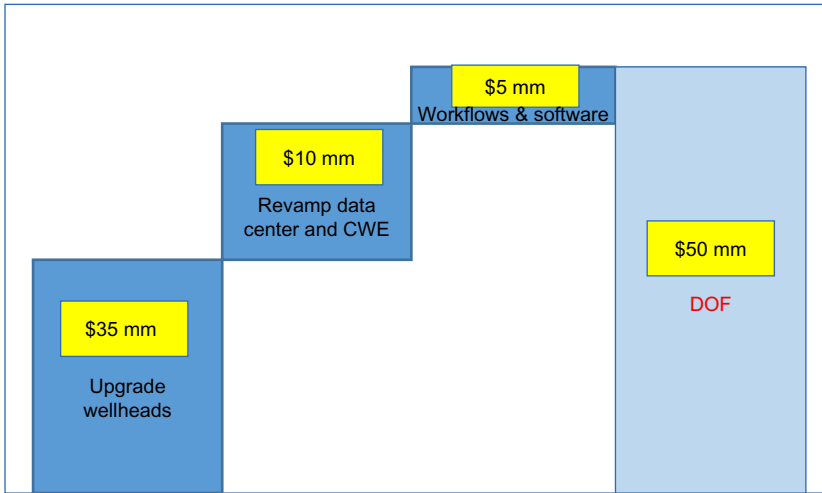 $5 mm
Workflows & software
$10 mm
Revamp data
center and CWE
$50 mm
DOF
$35 mm
Upgrade
wellheads